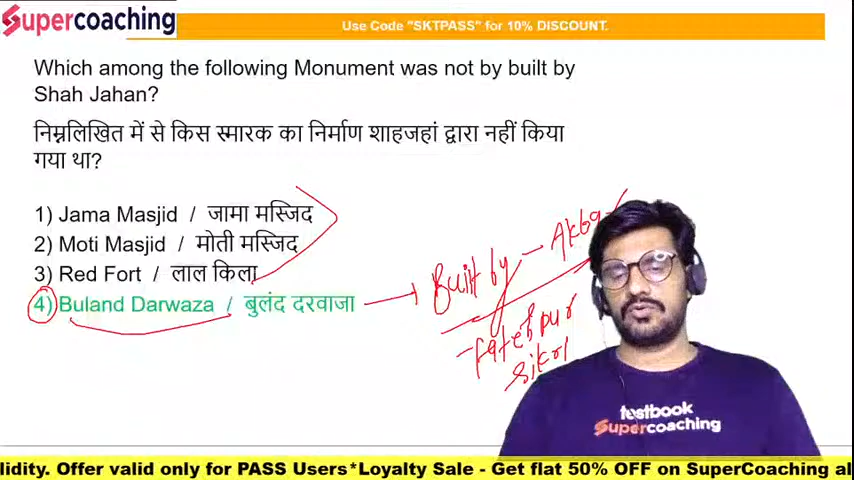 Supercoaching
Use Code "SKTPASS" for 10% DISCOUNT.
Which among the following Monument was not by built by
Shah Jahan?
निम्नलिखित में से किस स्मारक का निर्माण शाहजहां द्वारा नहीं किया
गया था?
1) Jama Masjid / जामा मस्जिद
2) Moti Masjid / मोती मस्जिद
3) Red Fort / लाल किला
4) Buland Darwaza / बुलंद दरवाजा
Built by - Akba
- fatehpur
sikri
testbook
Supercoaching
lidity. Offer valid only for PASS Users*Loyalty Sale - Get flat 50% OFF on SuperCoaching al